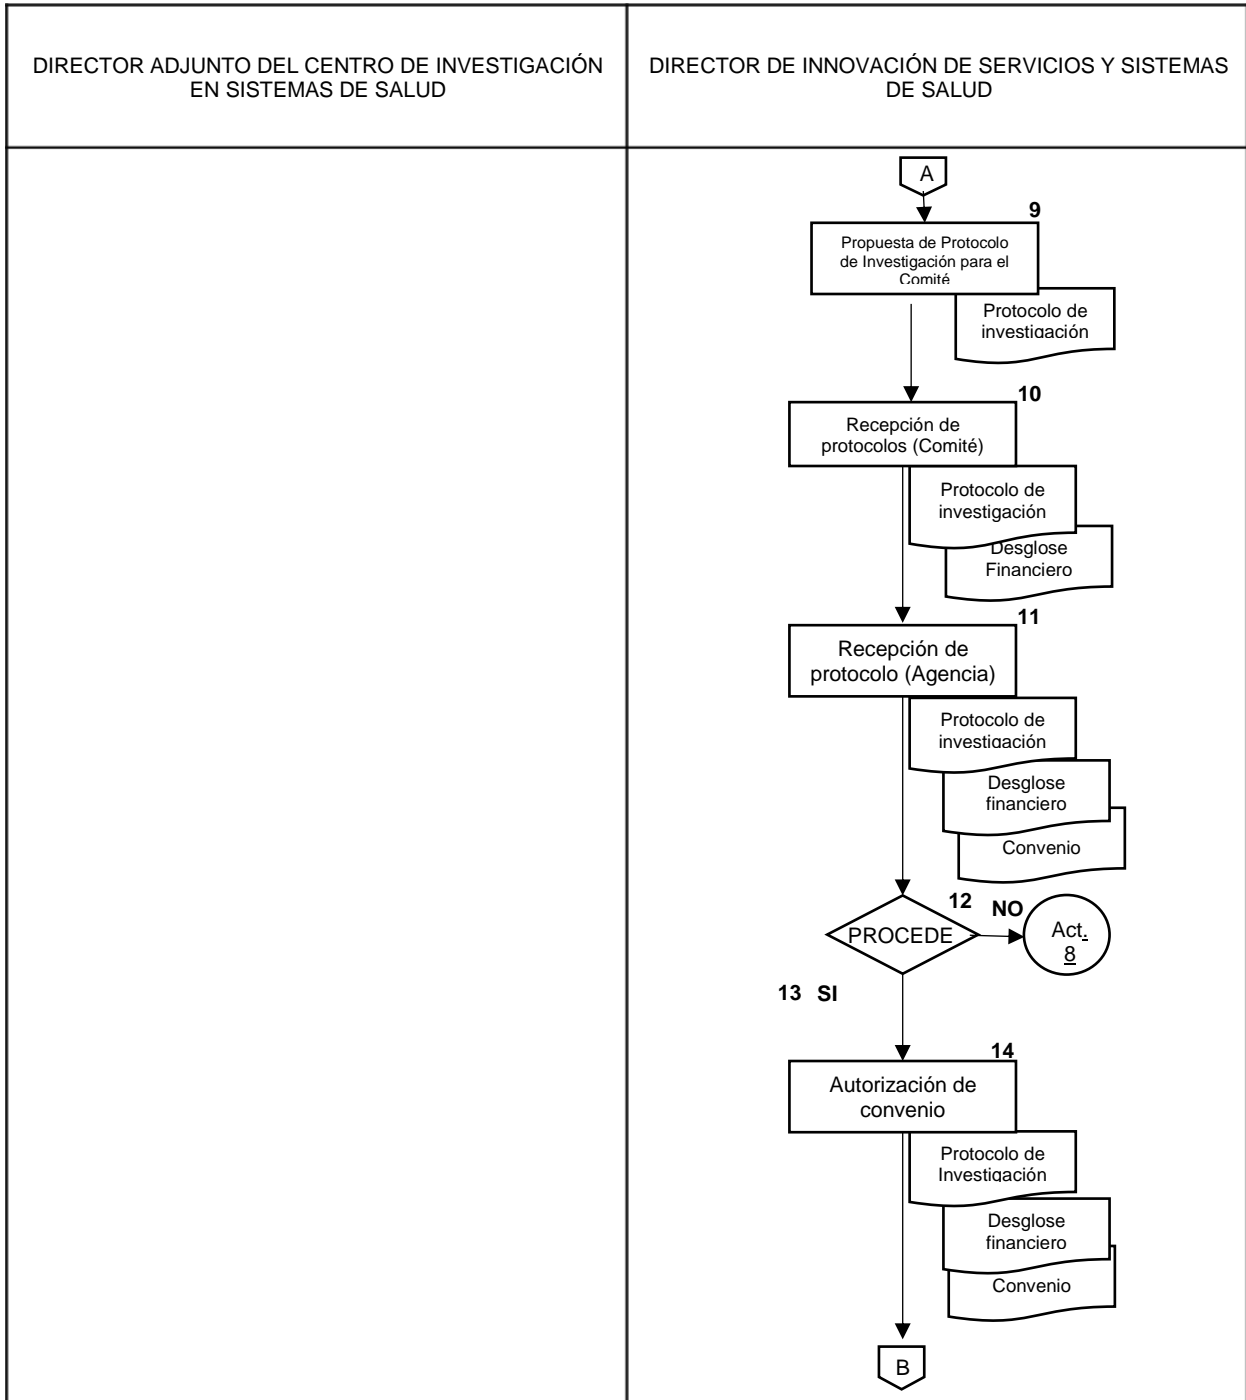 DIRECTOR ADJUNTO DEL CENTRO DE INVESTIGACIÓN
EN SISTEMAS DE SALUD
DIRECTOR DE INNOVACIÓN DE SERVICIOS Y SISTEMAS
DE SALUD
A
9
Propuesta de Protocolo
de Investigación para el
Comité
Protocolo de
investigación
10
Recepción de
protocolos (Comité)
Protocolo de
investigación
Desglose
Financiero
11
Recepción de
protocolo (Agencia)
Protocolo de
investigación
Desglose
financiero
Convenio
12
NO
PROCEDE
Act.
8
13 SI
14
Autorización de
convenio
Protocolo de
Investigación
Desglose
financiero
Convenio
B